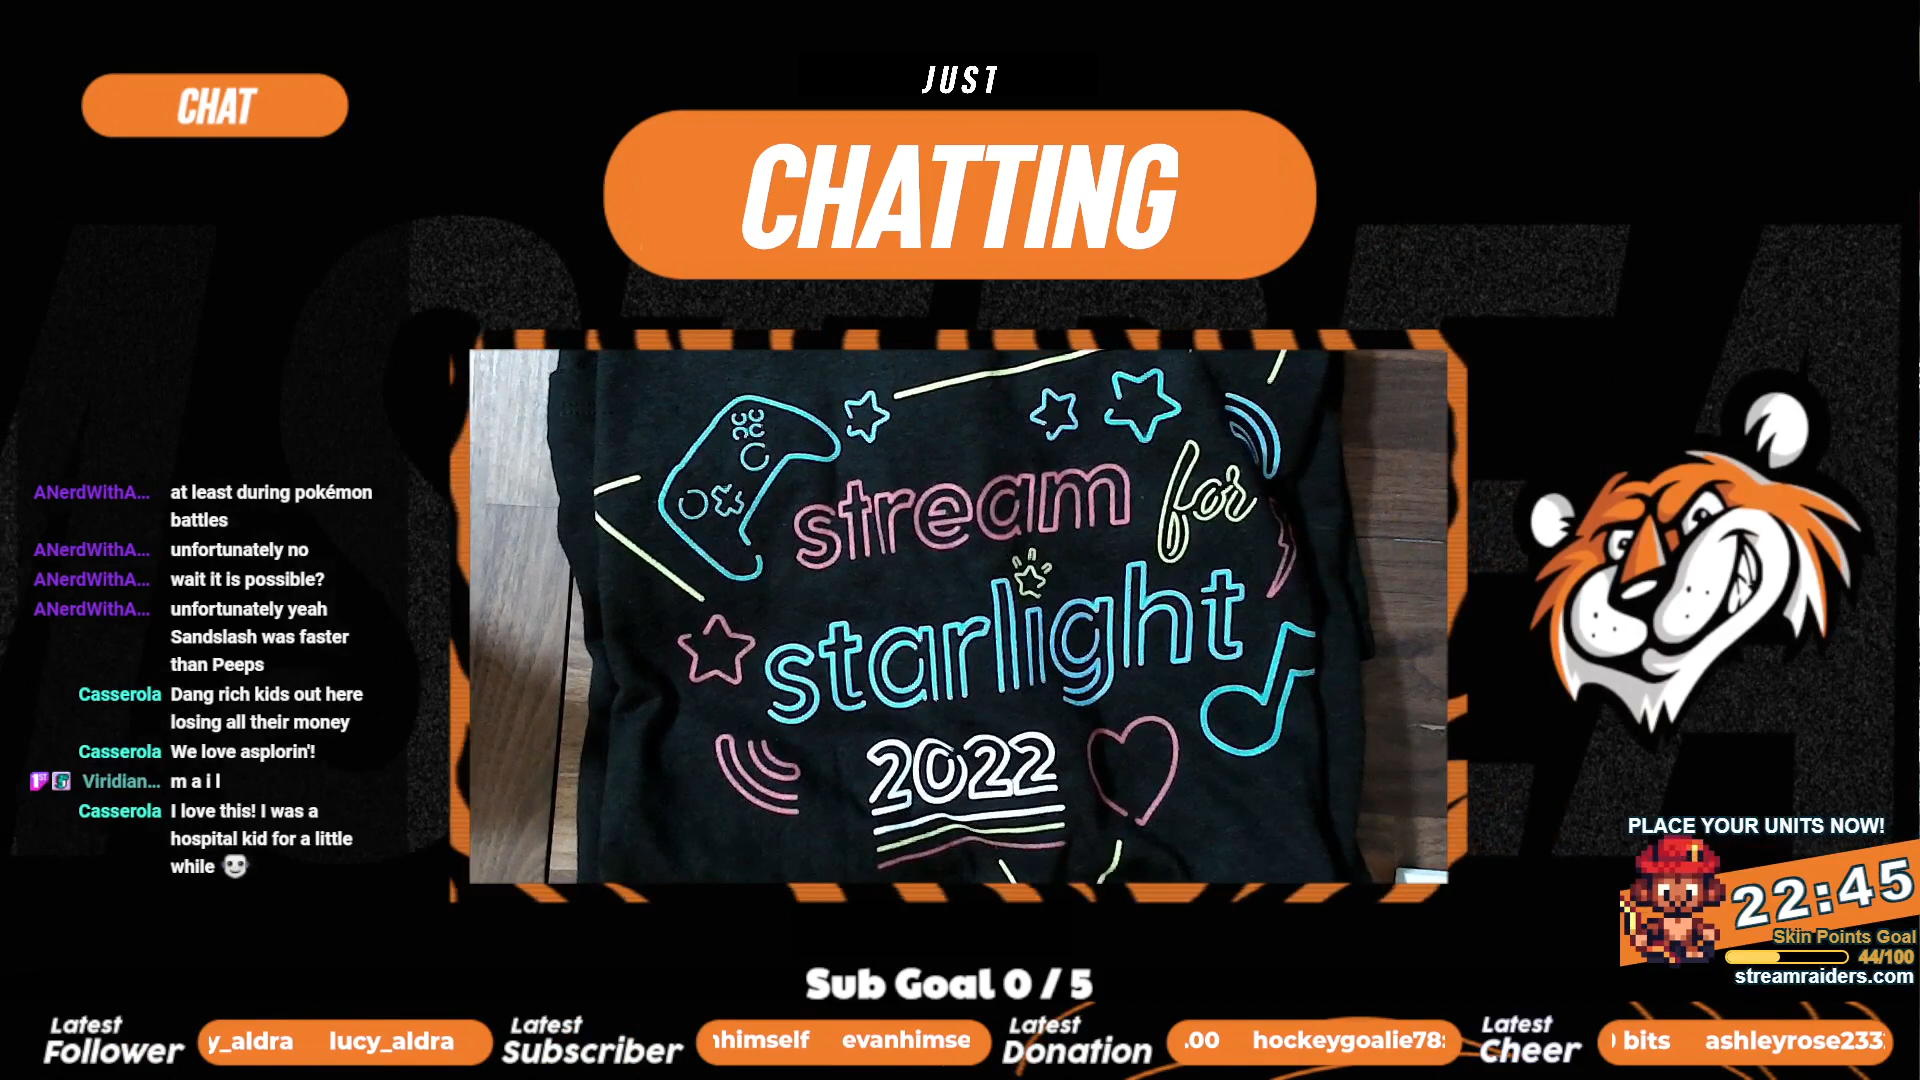 JUST
CHATTING
CHAT
ANerdWithA... at least during pokémon
battles
ANerdWithA... unfortunately no
ANerdWithA... wait it is possible?
ANerdWithA... unfortunately yeah
Sandslash was faster
than Peeps
Casserola Dang rich kids out here
losing all their money
Casserola We love asplorin'!
1ST Viridian... m a i l
Casserola I love this! I was a
hospital kid for a little
while
stream for
starlight
2022
PLACE YOUR UNITS NOW!
22:45
Skin Points Goal
44/100
streamraiders.com
Sub Goal 0 / 5
Latest Follower y_aldra lucy_aldra
Latest Subscriber nhimself evanhimse
Latest Donation .00 hockeygoalie78
Latest Cheer bits ashleyrose233